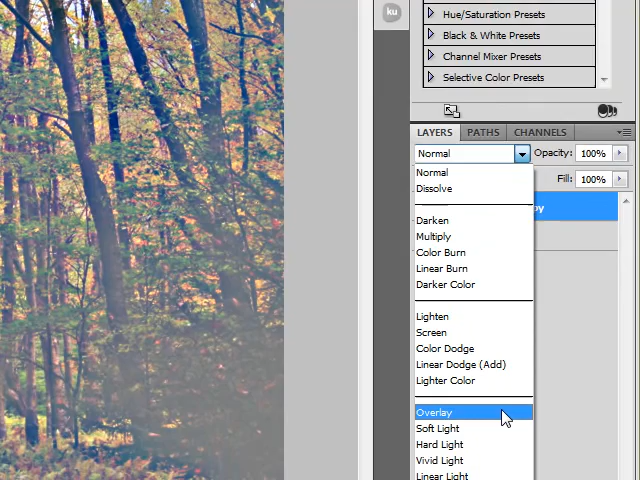 ku
Hue/Saturation Presets
Black & White Presets
Channel Mixer Presets
Selective Color Presets
LAYERS PATHS CHANNELS
Normal Opacity: 100%
Normal
Fill: 100%
Dissolve
Darken
Multiply
Color Burn
Linear Burn
Darker Color
Lighten
Screen
Color Dodge
Linear Dodge (Add)
Lighter Color
Overlay
Soft Light
Hard Light
Vivid Light
Linear Light